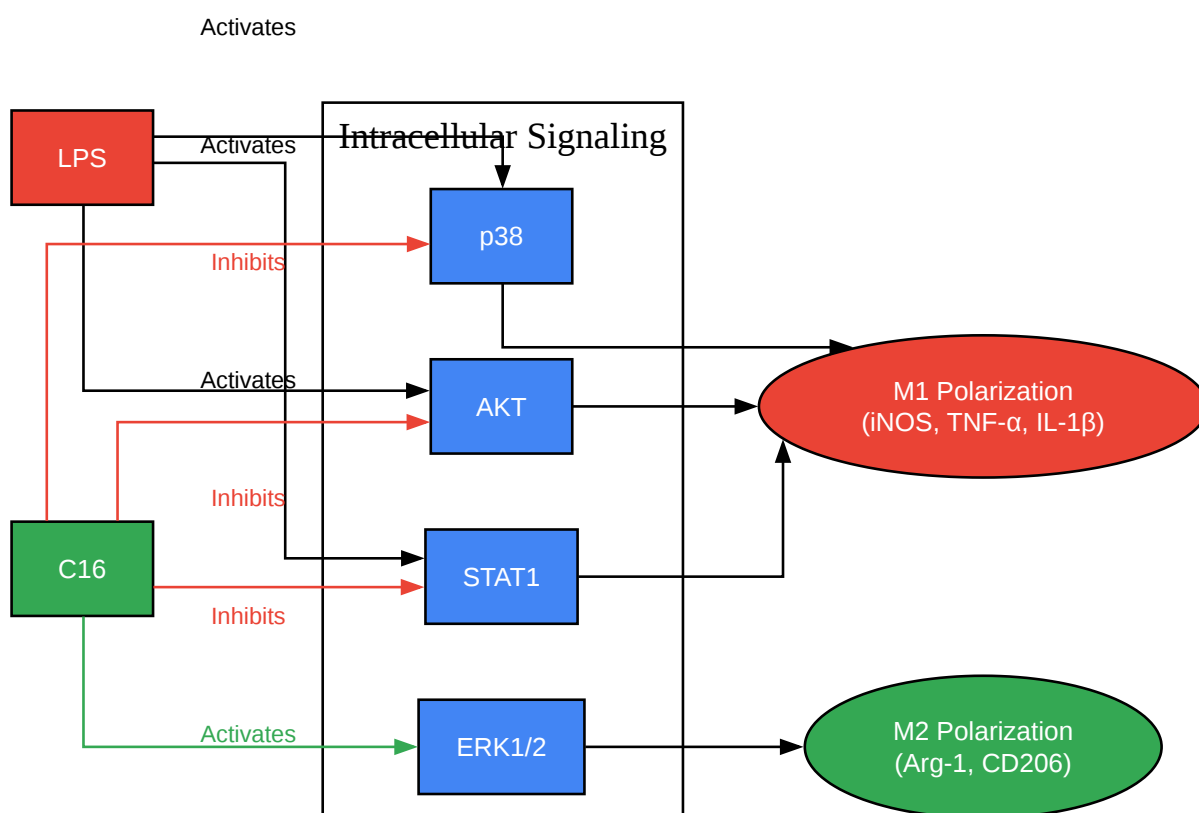 Activates
Intracellular Signaling
LPS
Activates
p38
Inhibits
Activates
AKT
M1 Polarization
(iNOS, TNF-α, IL-1β)
Inhibits
C16
STAT1
Inhibits
Activates
ERK1/2
M2 Polarization
(Arg-1, CD206)